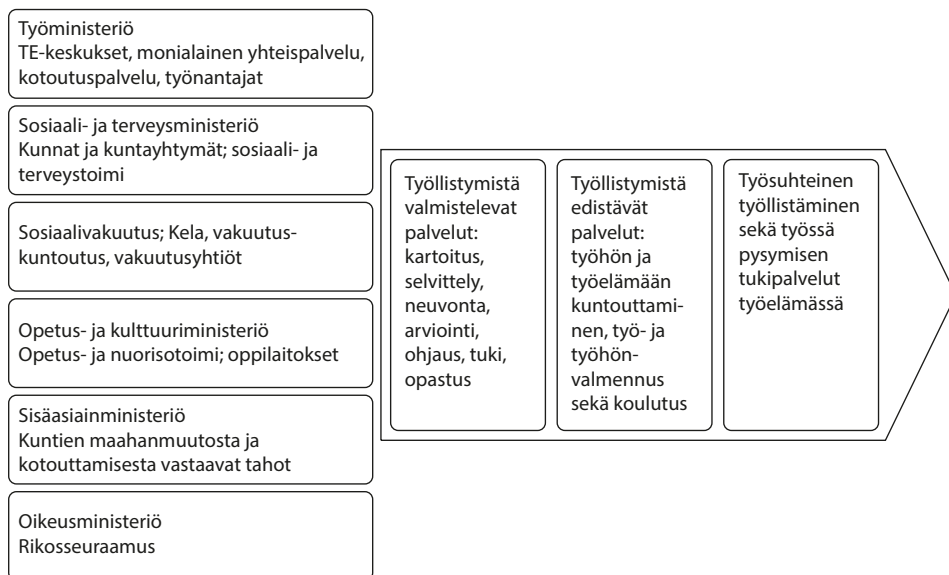 Työministeriö
TE-keskukset, monialainen yhteispalvelu,
kotoutuspalvelu, työnantajat
Sosiaali- ja terveysministeriö
Kunnat ja kuntayhtymät; sosiaali- ja
terveystoimi
Sosiaalivakuutus; Kela, vakuutus-
kuntoutus, vakuutusyhtiöt
Opetus- ja kulttuuriministeriö
Opetus- ja nuorisotoimi; oppilaitokset
Sisäasiainministeriö
Kuntien maahanmuutosta ja
kotouttamisesta vastaavat tahot
Oikeusministeriö
Rikosseuraamus
Työllistymistä
valmistelevat
palvelut:
kartoitus,
selvittely,
neuvonta,
arviointi,
ohjaus, tuki,
opastus
Työllistymistä
edistävät
palvelut:
työhön ja
työelämään
kuntouttami-
nen, työ- ja
työhön-
valmennus
sekä koulutus
Työsuhteinen
työllistäminen
sekä työssä
pysymisen
tukipalvelut
työelämässä